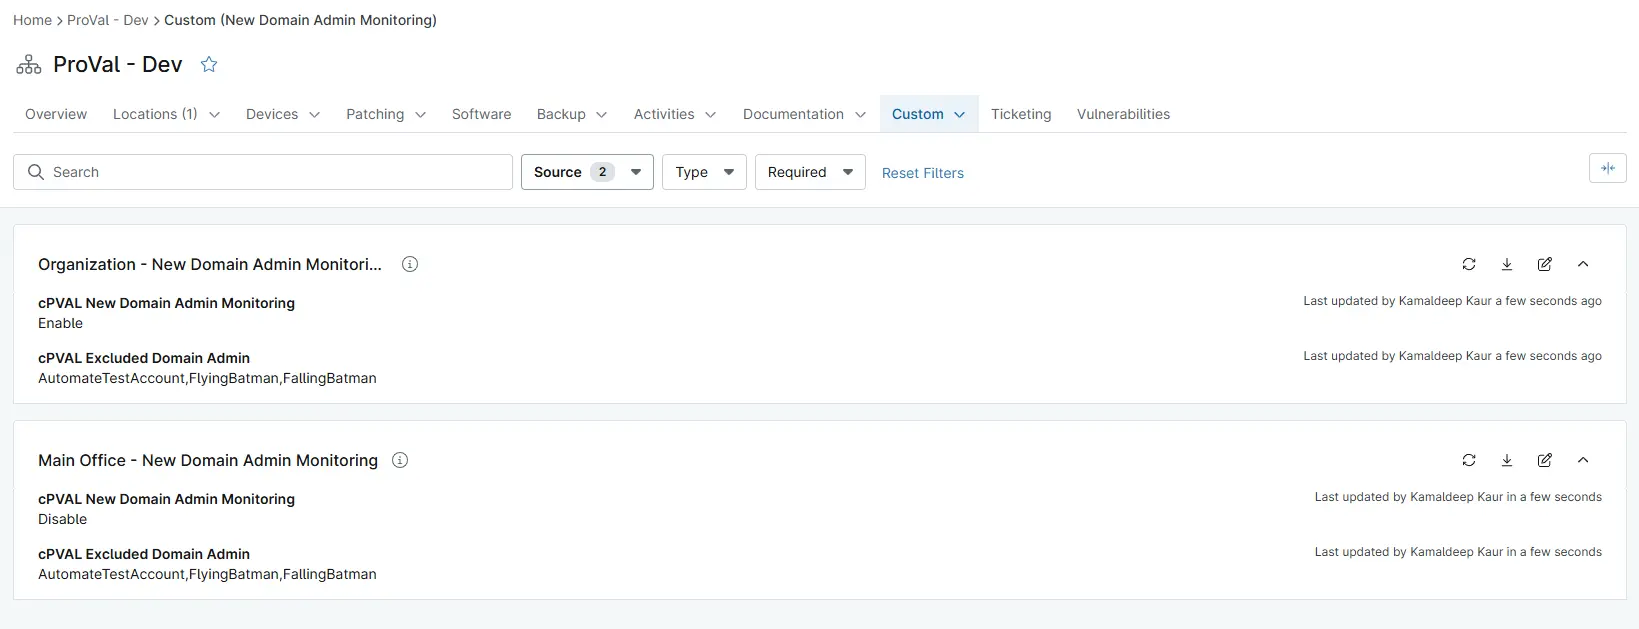 Home > ProVal - Dev > Custom (New Domain Admin Monitoring)
ProVal - Dev
Overview Locations (1) Devices Patching Software Backup Activities Documentation Custom Ticketing Vulnerabilities
Search Source 2 Type Required Reset Filters
Organization - New Domain Admin Monitori...
cPVAL New Domain Admin Monitoring Last updated by Kamaldeep Kaur a few seconds ago
Enable
cPVAL Excluded Domain Admin Last updated by Kamaldeep Kaur a few seconds ago
AutomateTestAccount,FlyingBatman,FallingBatman
Main Office - New Domain Admin Monitoring
cPVAL New Domain Admin Monitoring Last updated by Kamaldeep Kaur in a few seconds
Disable
cPVAL Excluded Domain Admin Last updated by Kamaldeep Kaur in a few seconds
AutomateTestAccount,FlyingBatman,FallingBatman